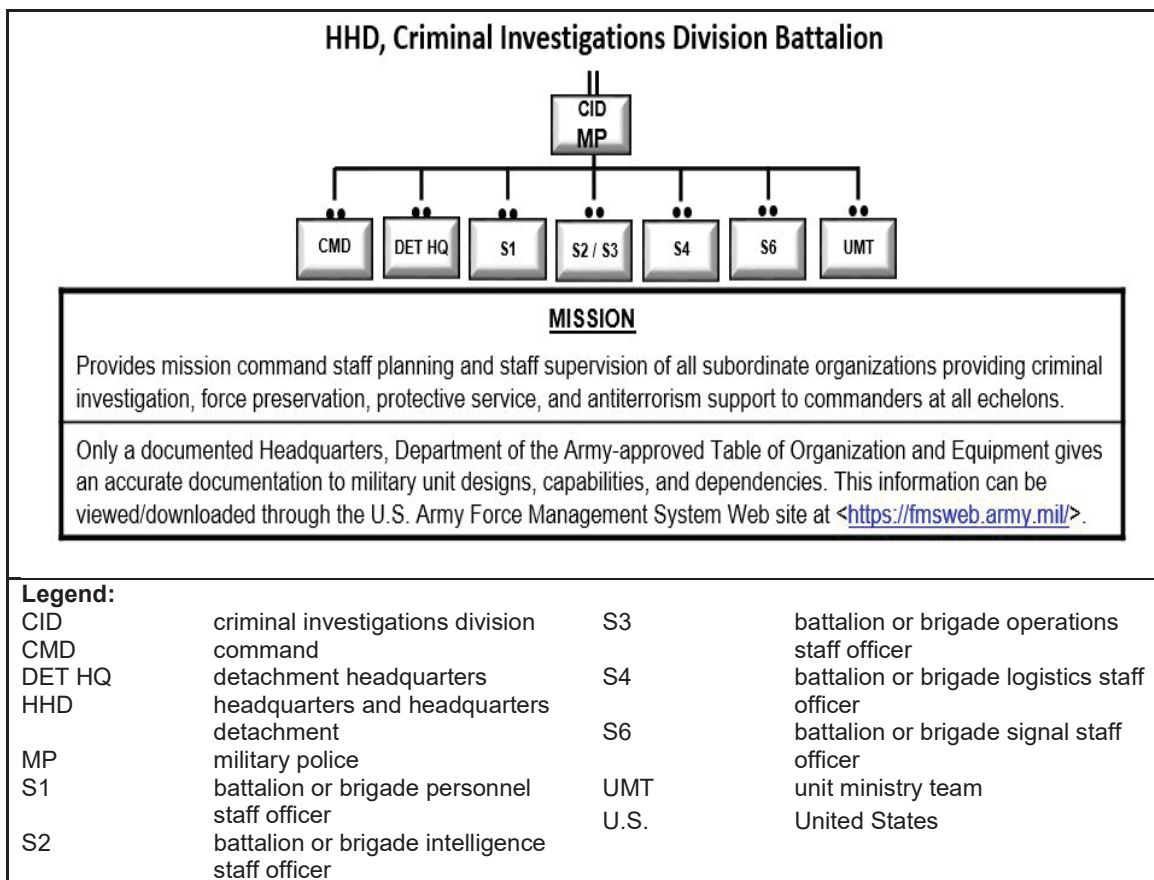 HHD, Criminal Investigations Division Battalion
CID
MP
CMD DET HQ S1 S2 / S3 S4 S6 UMT
MISSION
Provides mission command staff planning and staff supervision of all subordinate organizations providing criminal
investigation, force preservation, protective service, and antiterrorism support to commanders at all echelons.
Only a documented Headquarters, Department of the Army-approved Table of Organization and Equipment gives
an accurate documentation to military unit designs, capabilities, and dependencies. This information can be
viewed/downloaded through the U.S. Army Force Management System Web site at <https://fmsweb.army.mil/>.
Legend:
CID criminal investigations division
CMD command
DET HQ detachment headquarters
HHD headquarters and headquarters
detachment
MP military police
S1 battalion or brigade personnel
staff officer
S2 battalion or brigade intelligence
staff officer
S3 battalion or brigade operations
staff officer
S4 battalion or brigade logistics staff
officer
S6 battalion or brigade signal staff
officer
UMT unit ministry team
U.S. United States